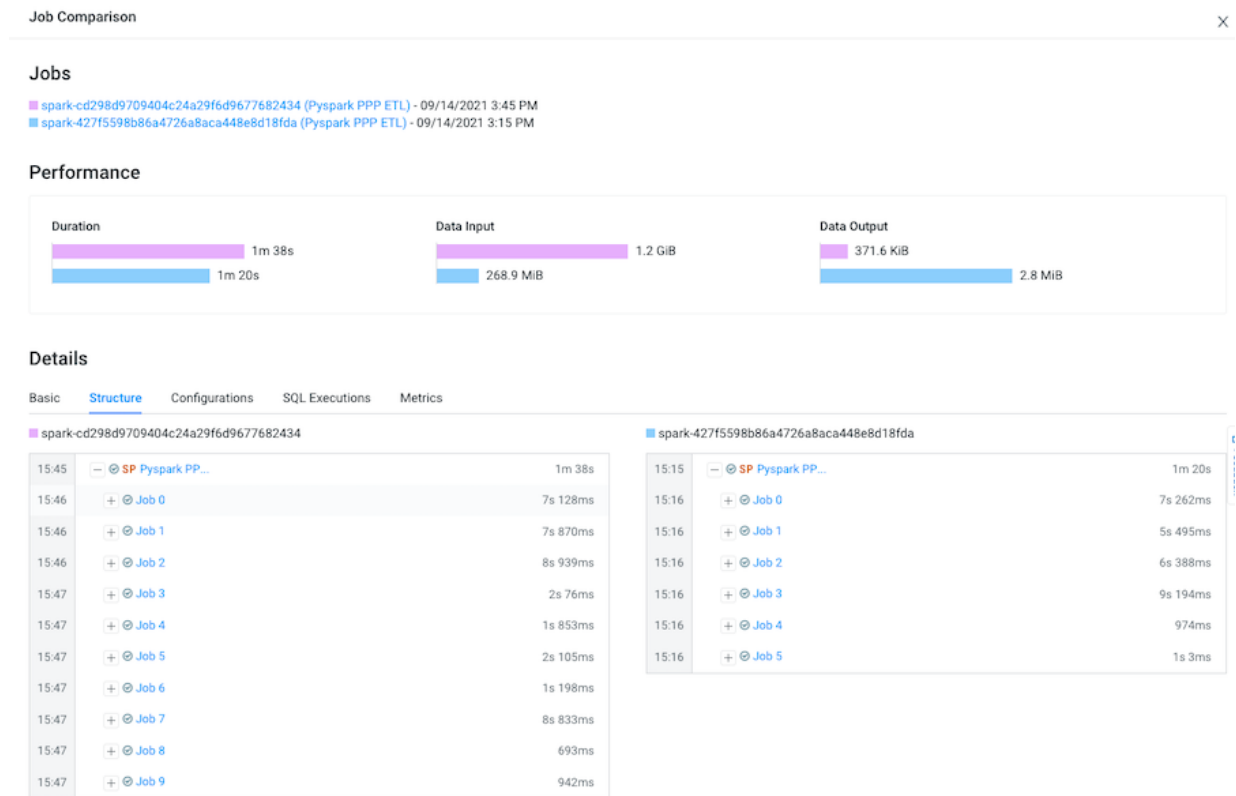 Job Comparison
Jobs
spark-cd298d9709404c24a29f6d9677682434 (Pyspark PPP ETL) - 09/14/2021 3:45 PM
spark-427f5598b86a4726a8aca448e8d18fda (Pyspark PPP ETL) - 09/14/2021 3:15 PM
Performance
Duration
1m 38s
1m 20s
Data Input
1.2 GiB
268.9 MiB
Data Output
371.6 KiB
2.8 MiB
Details
Basic Structure Configurations SQL Executions Metrics
spark-cd298d9709404c24a29f6d9677682434
15:45 SP Pyspark PP... 1m 38s
15:46 Job 0 7s 128ms
15:46 Job 1 7s 870ms
15:46 Job 2 8s 939ms
15:47 Job 3 2s 76ms
15:47 Job 4 1s 853ms
15:47 Job 5 2s 105ms
15:47 Job 6 1s 198ms
15:47 Job 7 8s 833ms
15:47 Job 8 693ms
15:47 Job 9 942ms
spark-427f5598b86a4726a8aca448e8d18fda
15:15 SP Pyspark PP... 1m 20s
15:16 Job 0 7s 262ms
15:16 Job 1 5s 495ms
15:16 Job 2 6s 388ms
15:16 Job 3 9s 194ms
15:16 Job 4 974ms
15:16 Job 5 1s 3ms